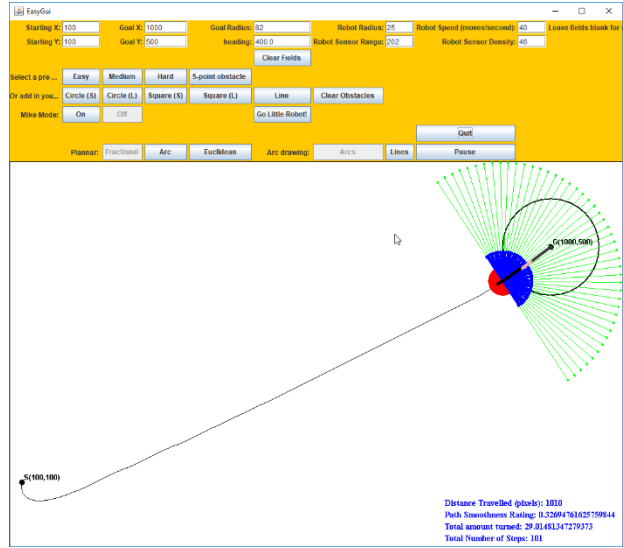 EasyGui
Starting X: 100 Goal X: 1000 Goal Radius: 82 Robot Radius: 25 Robot Speed (moves/second): 40 Leave fields blank for
Starting Y: 100 Goal Y: 500 heading: 400.0 Robot Sensor Range: 202 Robot Sensor Density: 46
Clear Fields
Select a pre-... Easy Medium Hard 5-point obstacle
Or add in you... Circle (S) Circle (L) Square (S) Square (L) Line Clear Obstacles
Mike Mode: On Off Go Little Robot!
Quit
Plannar: Fractional Arc Euclidean Arc drawing: Arcs Lines Pause
G(1000,500)
S(100,100)
Distance Travelled (pixels): 1010
Path Smoothness Rating: 0.32694761625759844
Total amount turned: 29.01481347279373
Total Number of Steps: 101